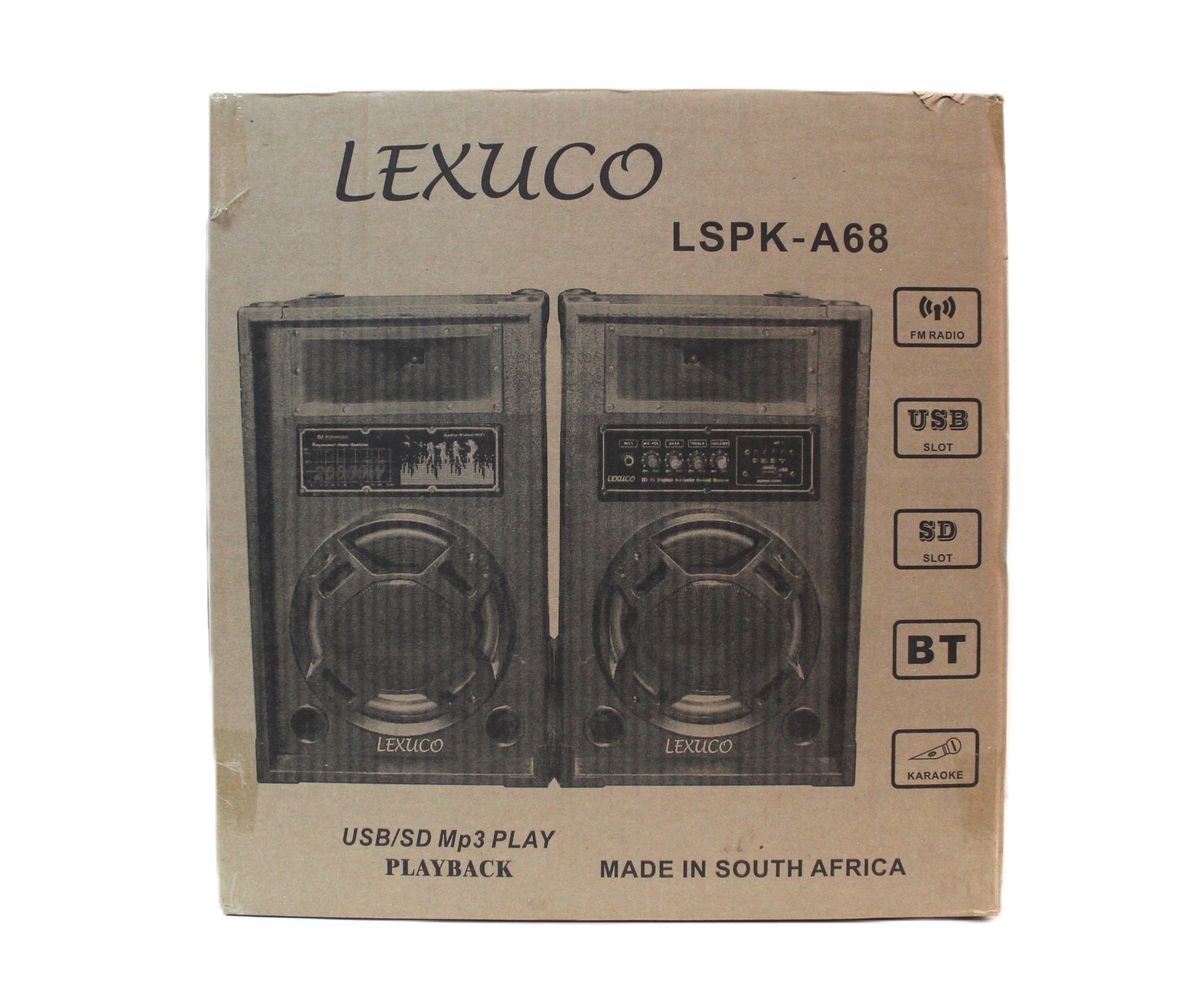 LEXUCO
LSPK-A68
FM RADIO
USB
SLOT
SD
SLOT
BT
KARAOKE
LEXUCO
LEXUCO
LEXUCO
USB/SD Mp3 PLAY
PLAYBACK
MADE IN SOUTH AFRICA